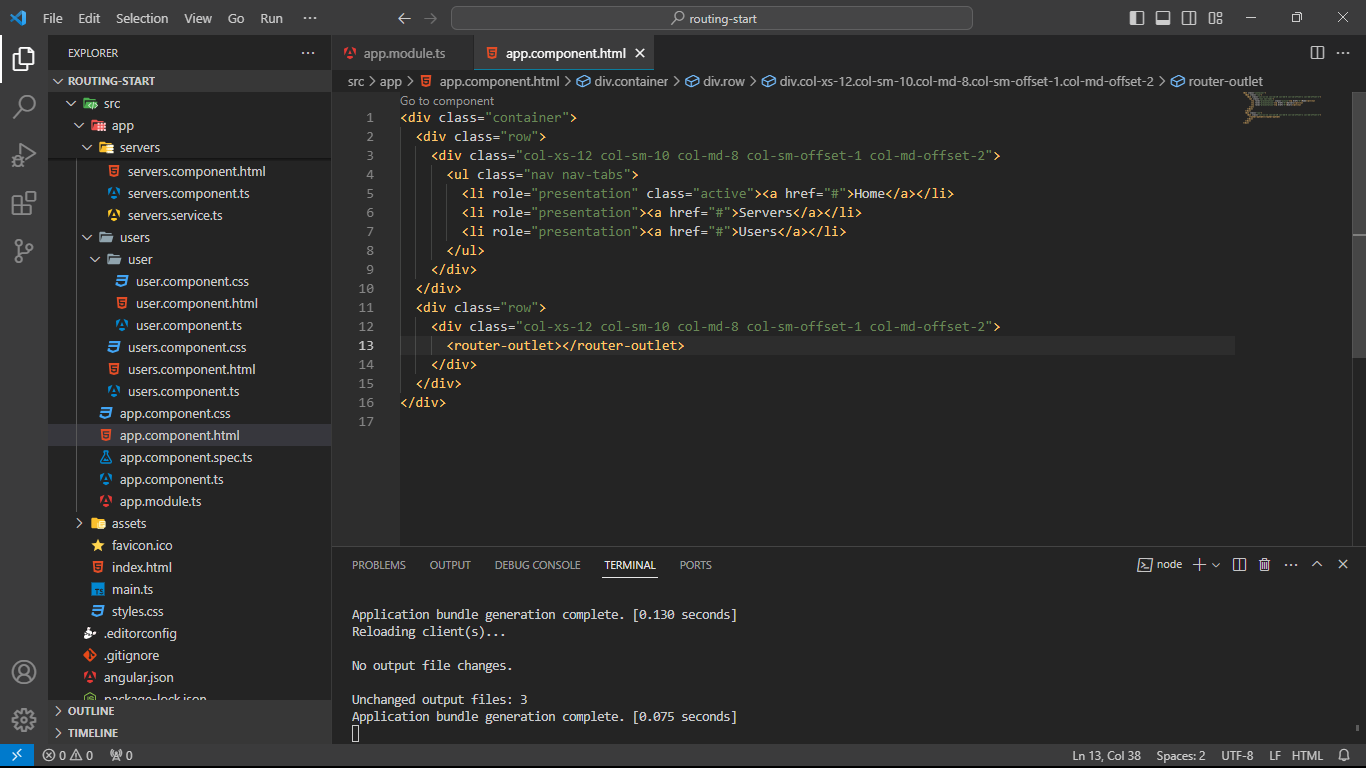 File Edit Selection View Go Run ···
routing-start
EXPLORER
ROUTING-START
src
app
servers
servers.component.html
servers.component.ts
servers.service.ts
users
user
user.component.css
user.component.html
user.component.ts
users.component.css
users.component.html
users.component.ts
app.component.css
app.component.html
app.component.spec.ts
app.component.ts
app.module.ts
assets
favicon.ico
index.html
main.ts
styles.css
.editorconfig
.gitignore
angular.json
package-lock.json
OUTLINE
TIMELINE
app.module.ts
app.component.html
src > app > app.component.html > div.container > div.row > div.col-xs-12.col-sm-10.col-md-8.col-sm-offset-1.col-md-offset-2 > router-outlet
Go to component
1 <div class="container">
2 <div class="row">
3 <div class="col-xs-12 col-sm-10 col-md-8 col-sm-offset-1 col-md-offset-2">
4 <ul class="nav nav-tabs">
5 <li role="presentation" class="active"><a href="#">Home</a></li>
6 <li role="presentation"><a href="#">Servers</a></li>
7 <li role="presentation"><a href="#">Users</a></li>
8 </ul>
9 </div>
10 </div>
11 <div class="row">
12 <div class="col-xs-12 col-sm-10 col-md-8 col-sm-offset-1 col-md-offset-2">
13 <router-outlet></router-outlet>
14 </div>
15 </div>
16 </div>
17
PROBLEMS OUTPUT DEBUG CONSOLE TERMINAL PORTS
node
Application bundle generation complete. [0.130 seconds]
Reloading client(s)...
No output file changes.
Unchanged output files: 3
Application bundle generation complete. [0.075 seconds]
0 0 0
Ln 13, Col 38 Spaces: 2 UTF-8 LF HTML